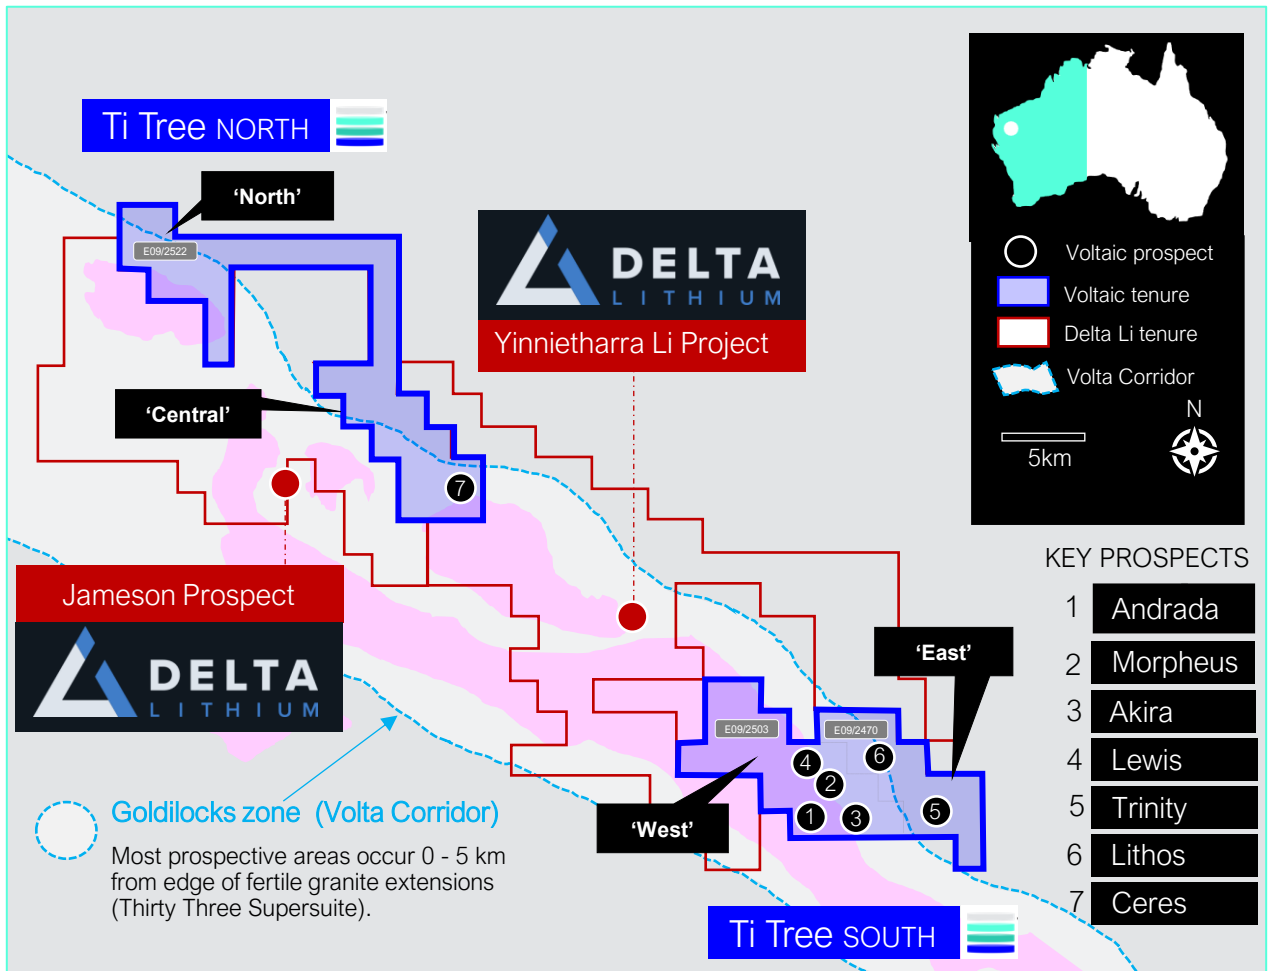 Ti Tree NORTH
'North'
E09/2522
DELTA
LITHIUM
Yinnietharra Li Project
'Central'
7
Jameson Prospect
DELTA
LITHIUM
Voltaic prospect
Voltaic tenure
Delta Li tenure
Volta Corridor
N
5km
KEY PROSPECTS
1 Andrada
2 Morpheus
3 Akira
4 Lewis
5 Trinity
6 Lithos
7 Ceres
'East'
E09/2503
E09/2470
6
4
2
1
3
5
'West'
Goldilocks zone (Volta Corridor)
Most prospective areas occur 0 - 5 km
from edge of fertile granite extensions
(Thirty Three Supersuite).
Ti Tree SOUTH